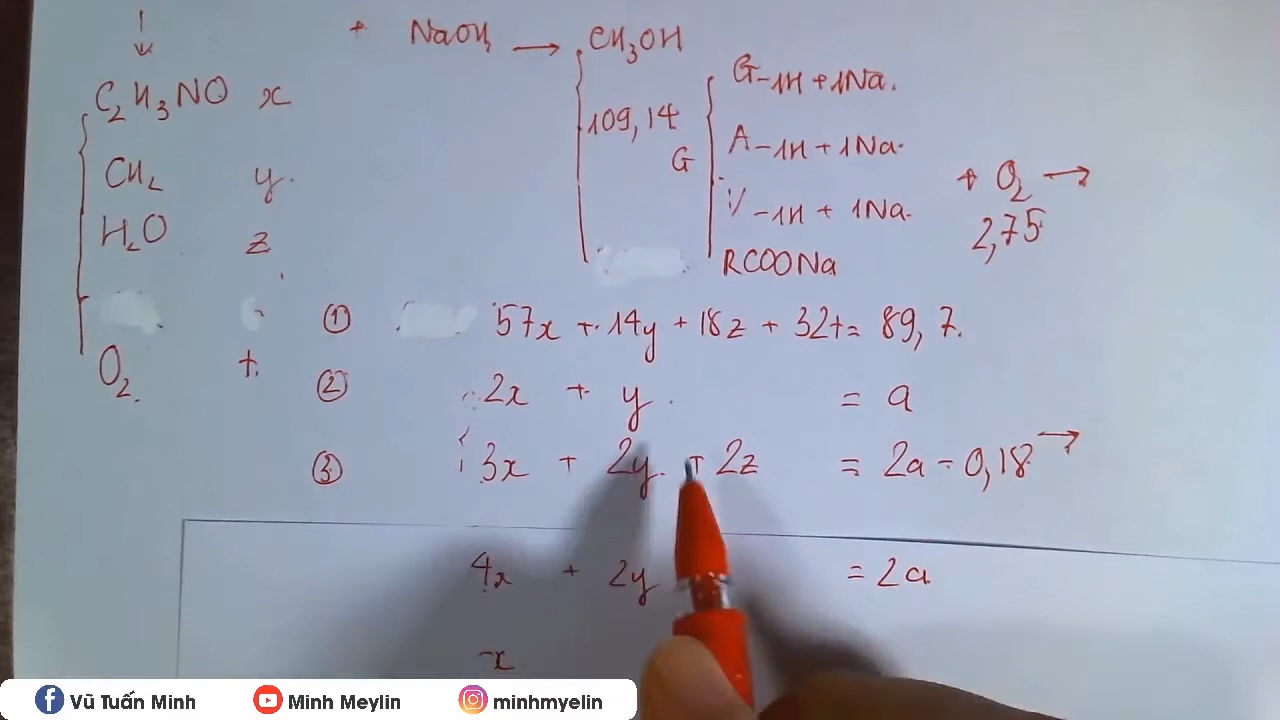 + NaOH → CH₃OH
C₂H₃NO x
CH₂ y
H₂O z
O₂ t
109,14
G
G -1H + 1Na
A -1H + 1Na
V -1H + 1Na
RCOONa
+ O₂ →
2,75
① 57x + 14y + 18z + 32t = 89,7
② 2x + y = a
③ 3x + 2y + 2z = 2a - 0,18 →
4x + 2y = 2a
-x
Vũ Tuấn Minh
Minh Meylin
minhmyelin